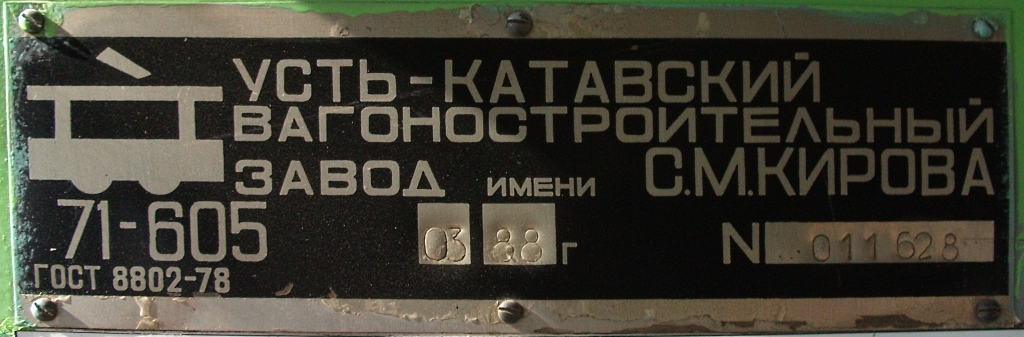 УСТЬ-КАТАВСКИЙ
ВАГОНОСТРОИТЕЛЬНЫЙ
ЗАВОД ИМЕНИ С.М.КИРОВА
71-605 03 88 г N 011628
ГОСТ 8802-78